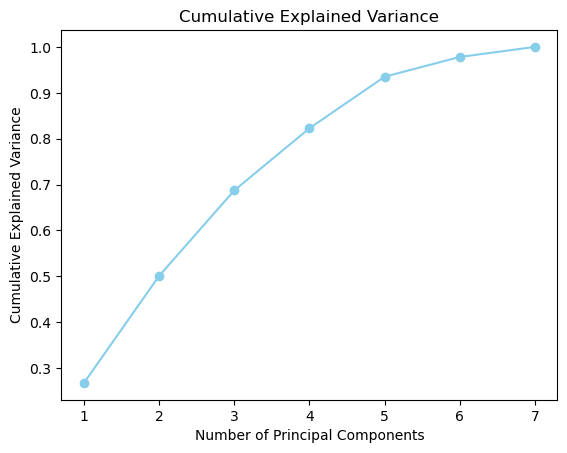 Cumulative Explained Variance
1.0
0.9
0.8
0.7
0.6
0.5
0.4
0.3
Cumulative Explained Variance
1 2 3 4 5 6 7
Number of Principal Components